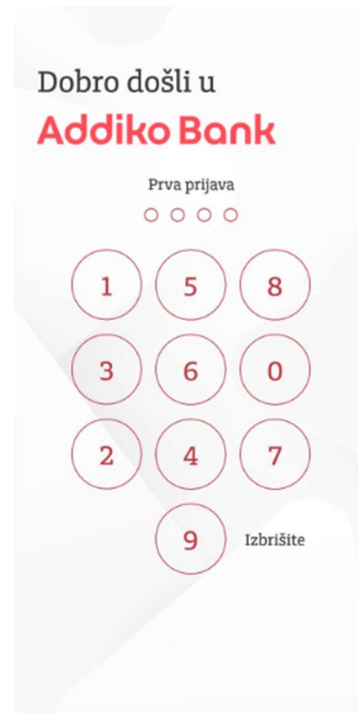 Dobro došli u
Addiko Bank
Prva prijava
1 5 8
3 6 0
2 4 7
9 Izbrišite